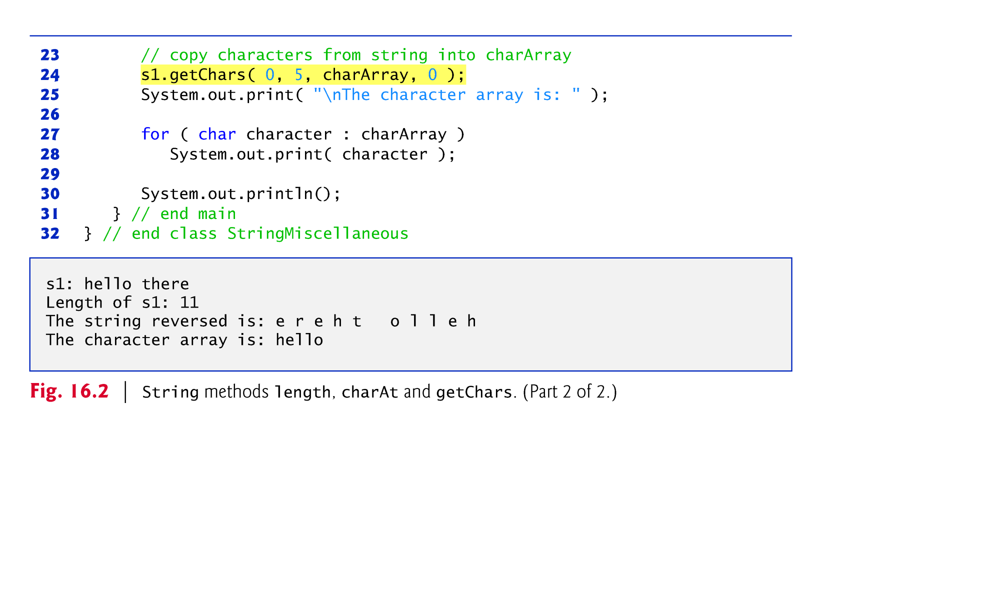 23 // copy characters from string into charArray
24 s1.getChars( 0, 5, charArray, 0 );
25 System.out.print( "\nThe character array is: " );
26
27 for ( char character : charArray )
28 System.out.print( character );
29
30 System.out.println();
31 } // end main
32 } // end class StringMiscellaneous
s1: hello there
Length of s1: 11
The string reversed is: e r e h t   o l l e h
The character array is: hello
Fig. 16.2 | String methods length, charAt and getChars. (Part 2 of 2.)